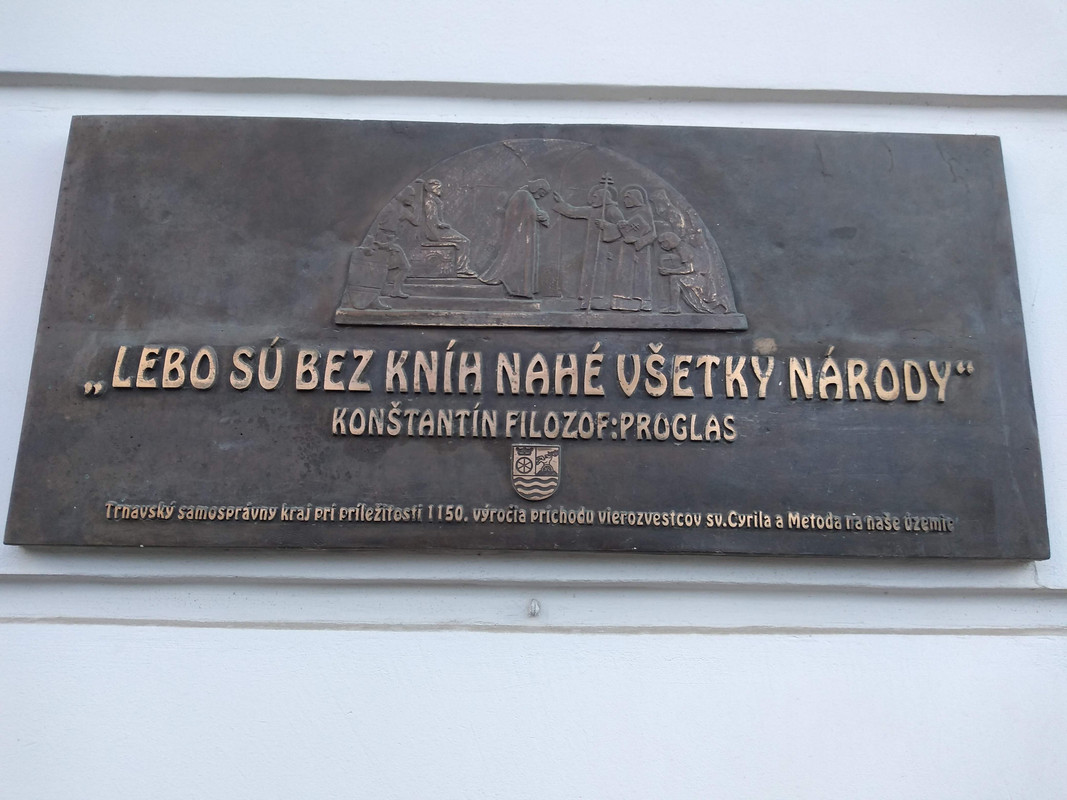 „LEBO SÚ BEZ KNÍH NAHÉ VŠETKY NÁRODY“
KONŠTANTÍN FILOZOF:PROGLAS
Trnavský samosprávny kraj pri príležitosti 1150. výročia príchodu vierozvestcov sv.Cyrila a Metoda na naše územie